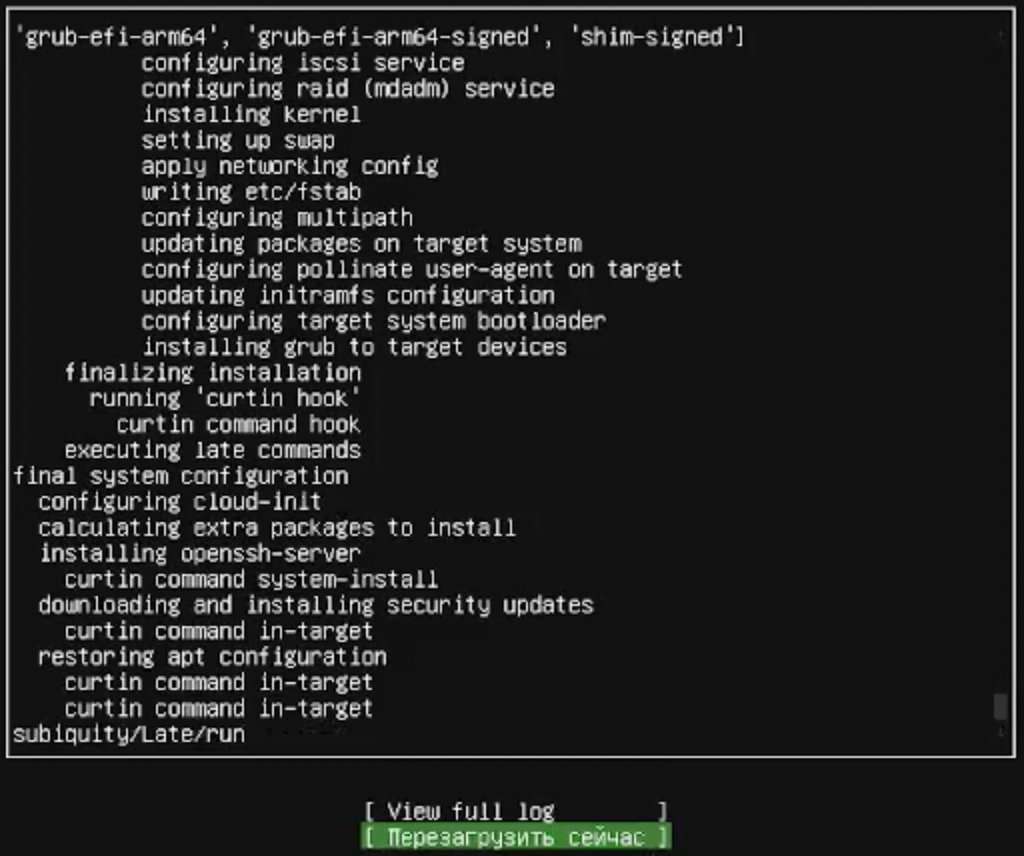 'grub-efi-arm64', 'grub-efi-arm64-signed', 'shim-signed']
configuring iscsi service
configuring raid (mdadm) service
installing kernel
setting up swap
apply networking config
writing etc/fstab
configuring multipath
updating packages on target system
configuring pollinate user-agent on target
updating initramfs configuration
configuring target system bootloader
installing grub to target devices
finalizing installation
running 'curtin hook'
curtin command hook
executing late commands
final system configuration
configuring cloud-init
calculating extra packages to install
installing openssh-server
curtin command system-install
downloading and installing security updates
curtin command in-target
restoring apt configuration
curtin command in-target
curtin command in-target
subiquity/Late/run
[ View full log ]
[ Перезагрузить сейчас ]